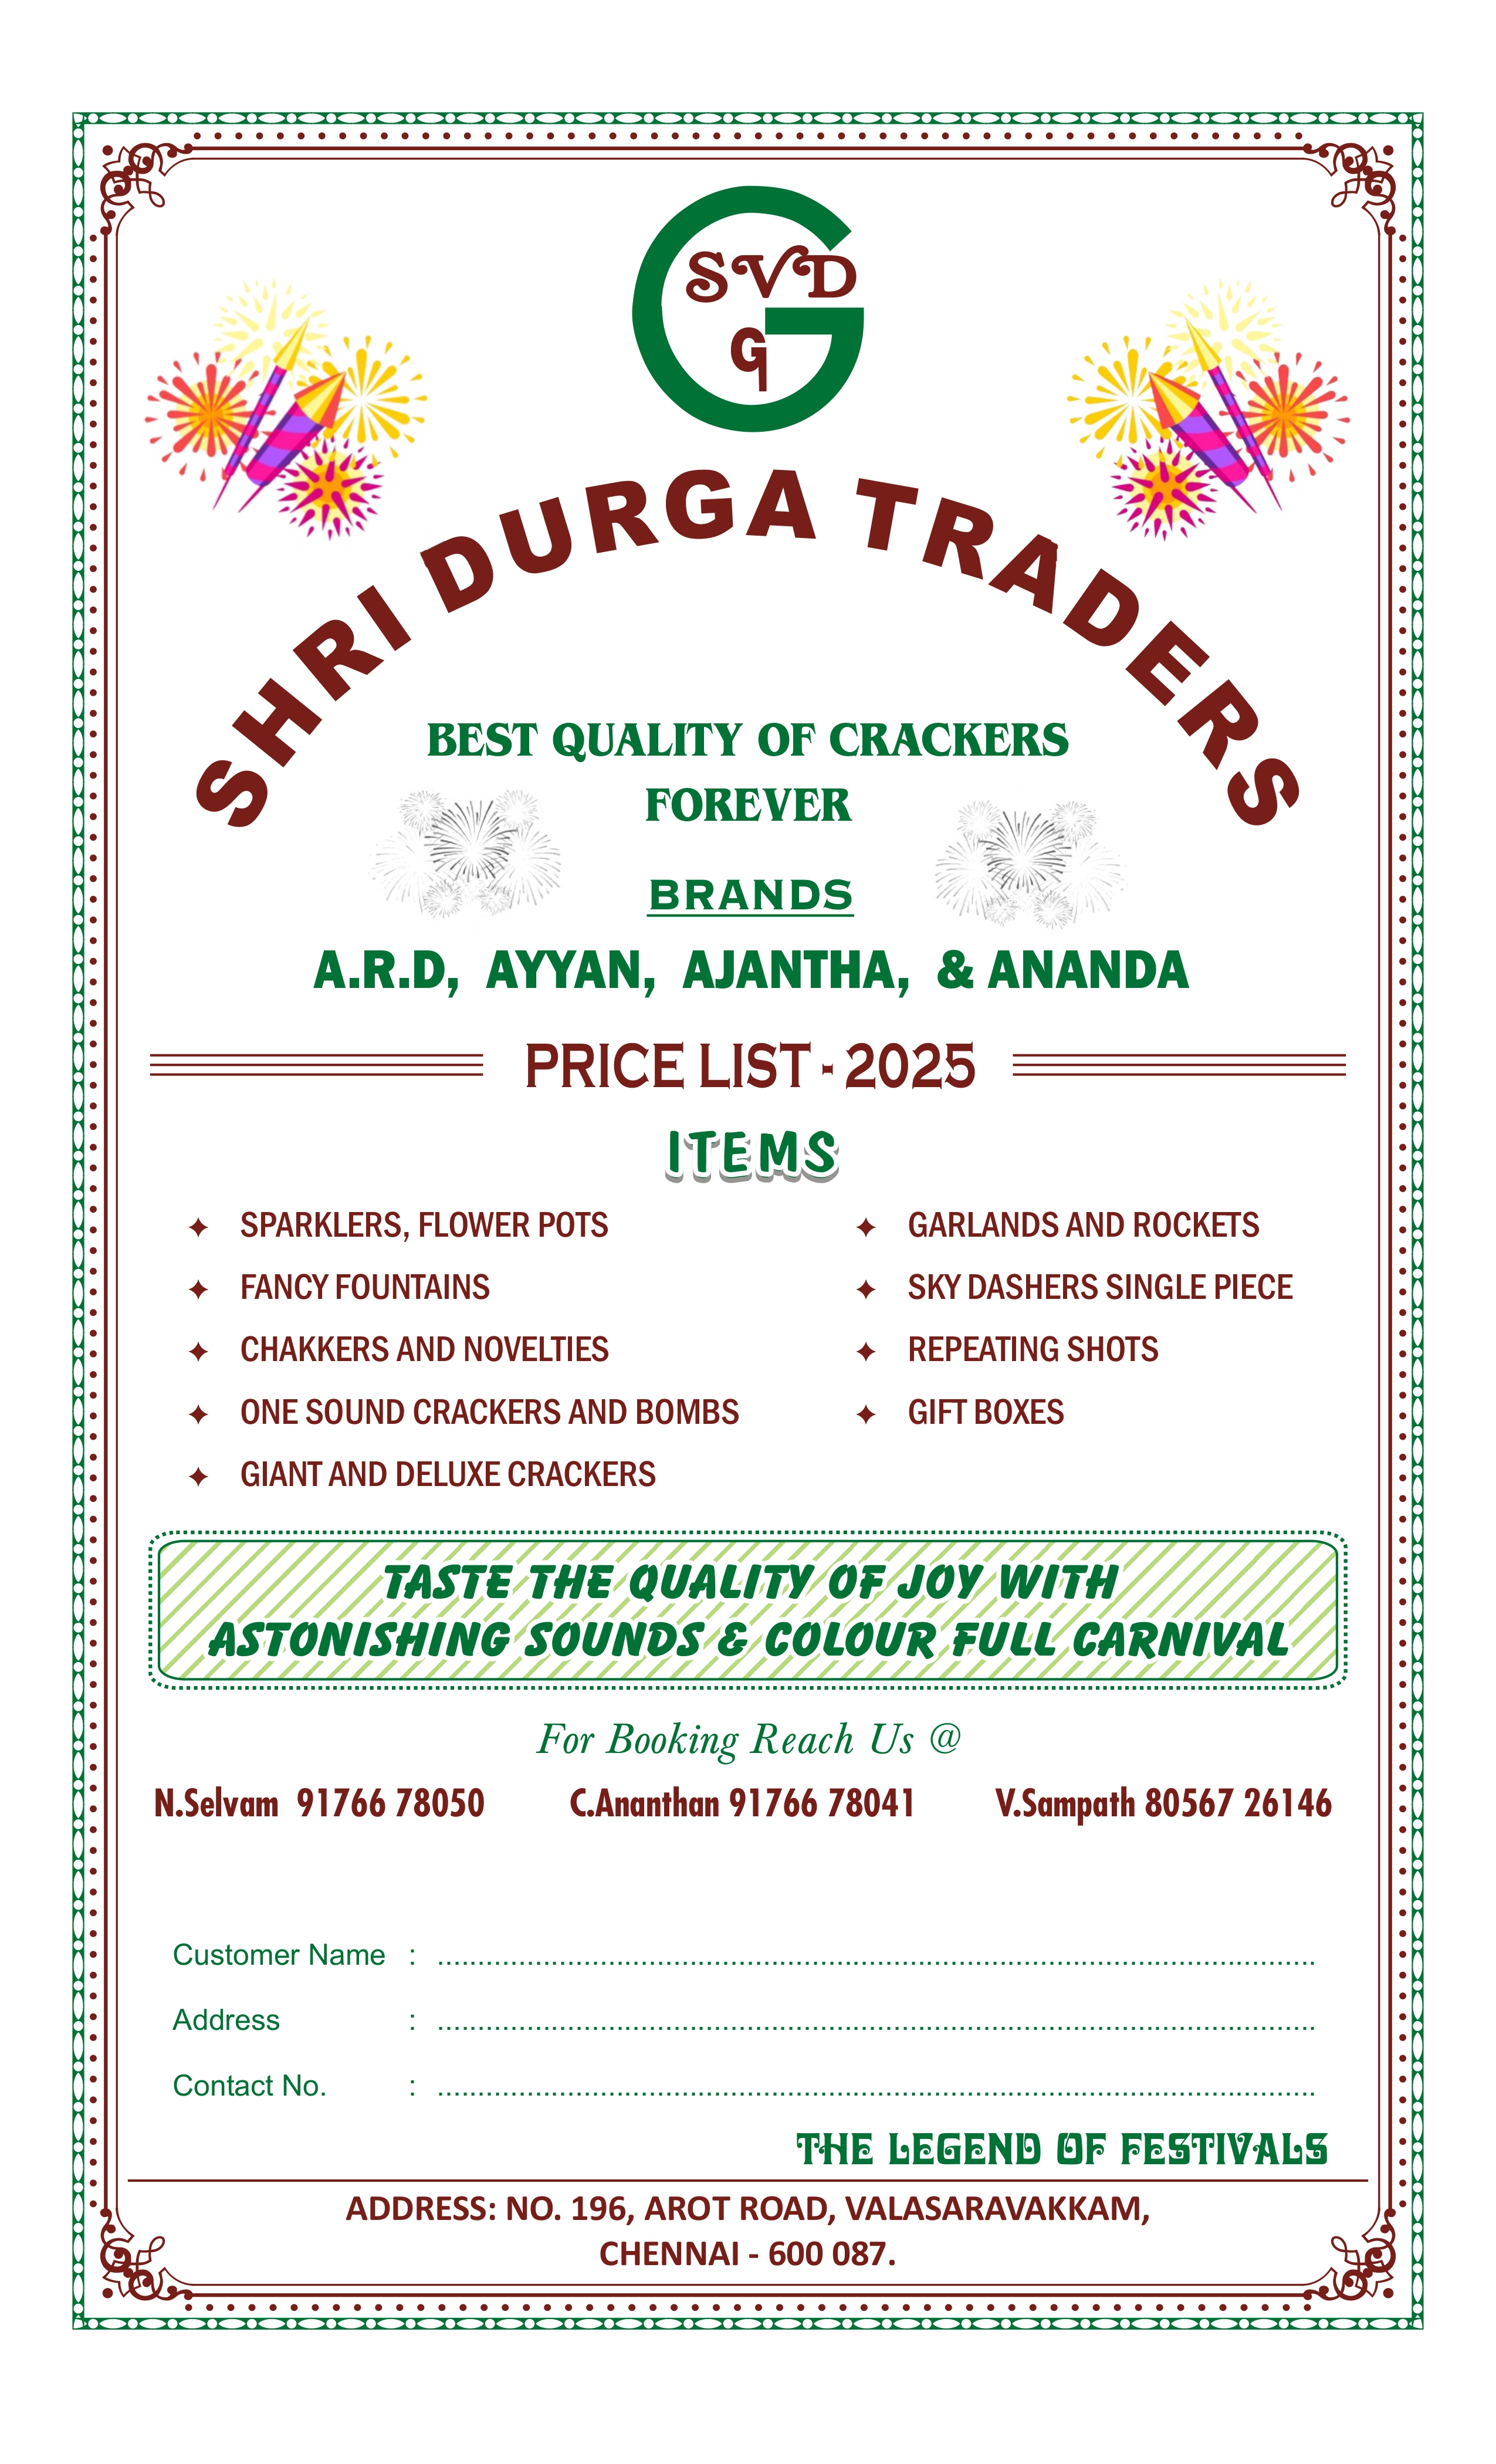 SVD
G
G
SHRI DURGA TRADERS
BEST QUALITY OF CRACKERS
FOREVER
BRANDS
A.R.D, AYYAN, AJANTHA, & ANANDA
PRICE LIST - 2025
ITEMS
SPARKLERS, FLOWER POTS
FANCY FOUNTAINS
CHAKKERS AND NOVELTIES
ONE SOUND CRACKERS AND BOMBS
GIANT AND DELUXE CRACKERS
GARLANDS AND ROCKETS
SKY DASHERS SINGLE PIECE
REPEATING SHOTS
GIFT BOXES
TASTE THE QUALITY OF JOY WITH
ASTONISHING SOUNDS & COLOUR FULL CARNIVAL
For Booking Reach Us @
N.Selvam 91766 78050 C.Ananthan 91766 78041 V.Sampath 80567 26146
Customer Name : ........................................
Address : ........................................
Contact No. : ........................................
THE LEGEND OF FESTIVALS
ADDRESS: NO. 196, AROT ROAD, VALASARAVAKKAM,
CHENNAI - 600 087.